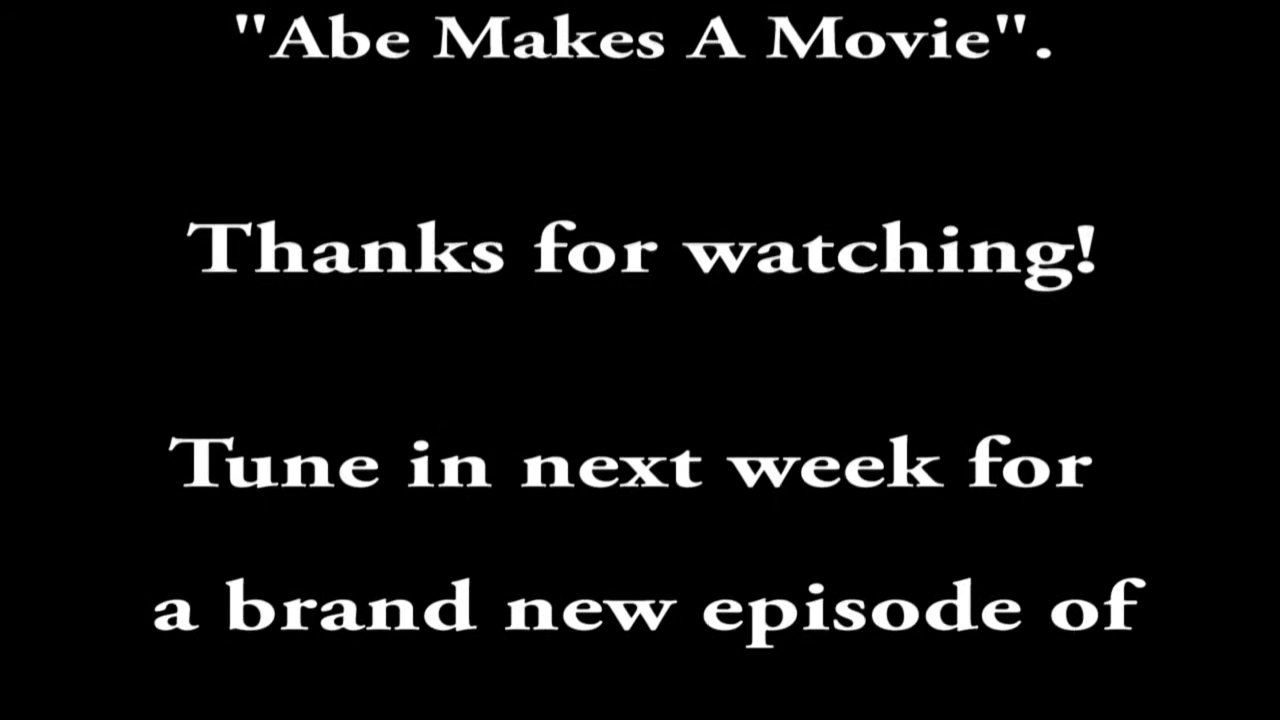 "Abe Makes A Movie".
Thanks for watching!
Tune in next week for
a brand new episode of